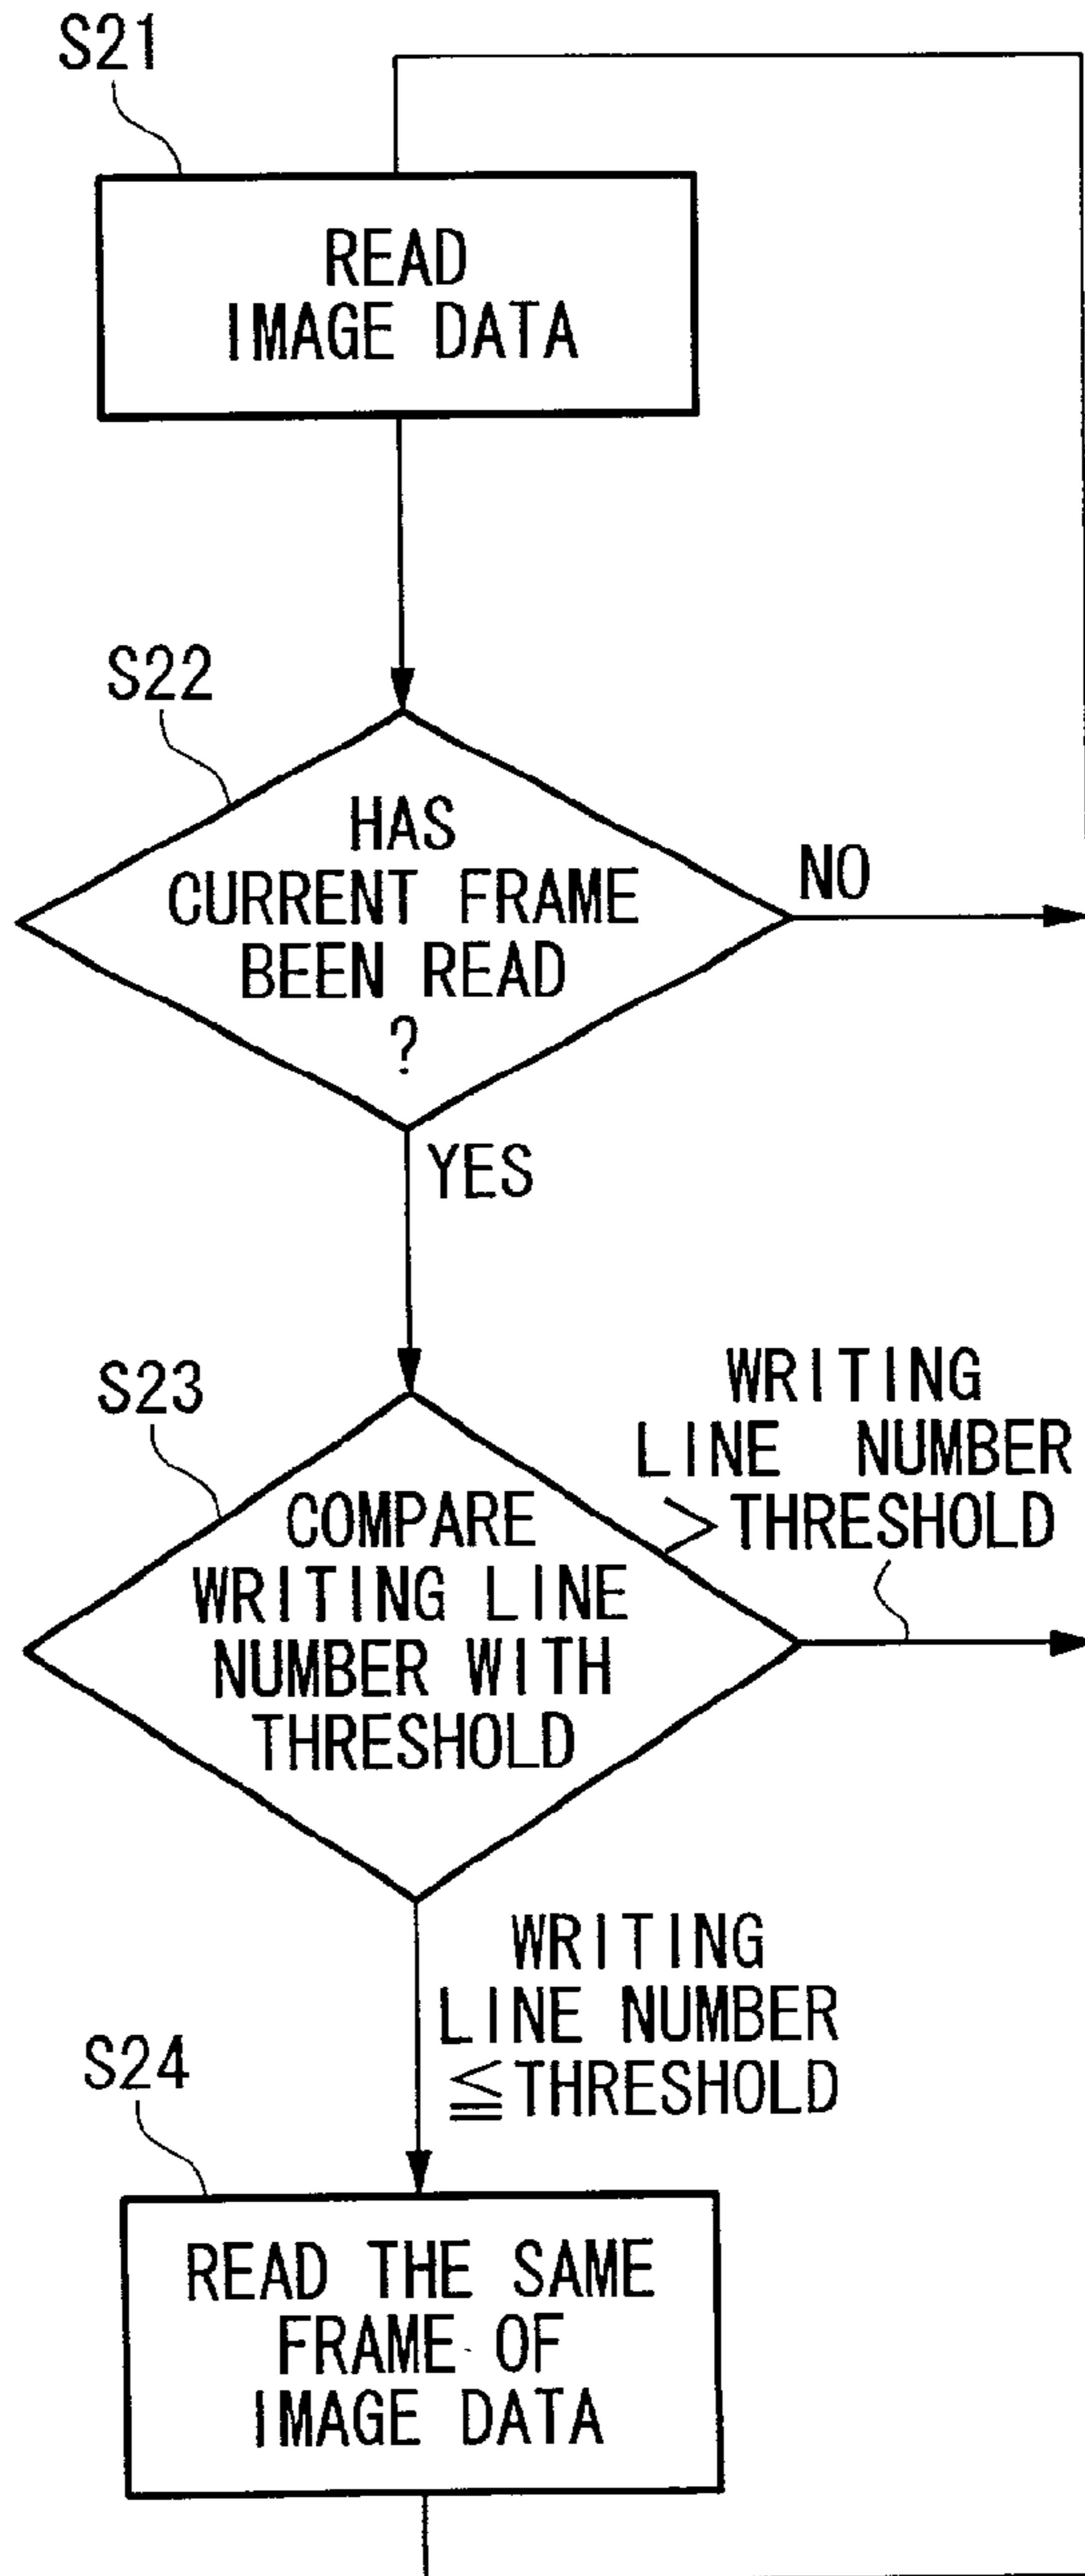 S21
READ
IMAGE DATA
S22
HAS
CURRENT FRAME
BEEN READ
?
NO
YES
S23
COMPARE
WRITING LINE
NUMBER WITH
THRESHOLD
WRITING
LINE NUMBER
> THRESHOLD
WRITING
LINE NUMBER
≦ THRESHOLD
S24
READ THE SAME
FRAME OF
IMAGE DATA